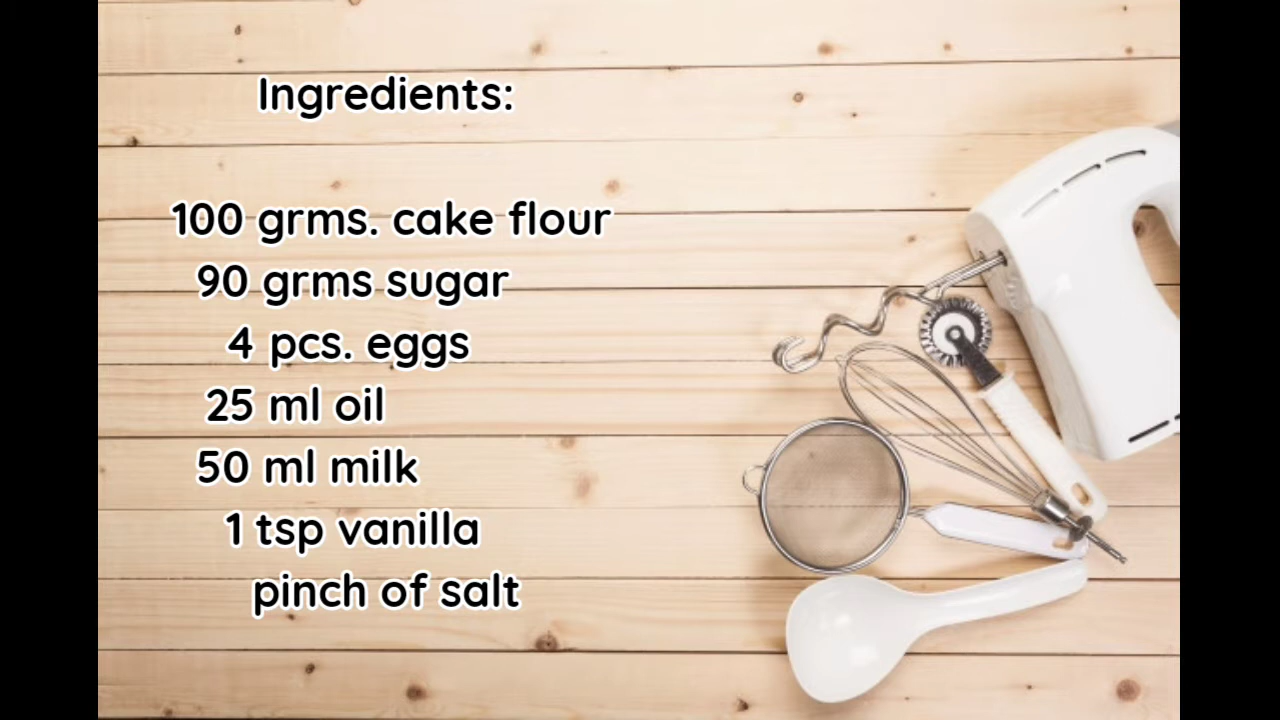 Ingredients:
100 grms. cake flour
90 grms sugar
4 pcs. eggs
25 ml oil
50 ml milk
1 tsp vanilla
pinch of salt